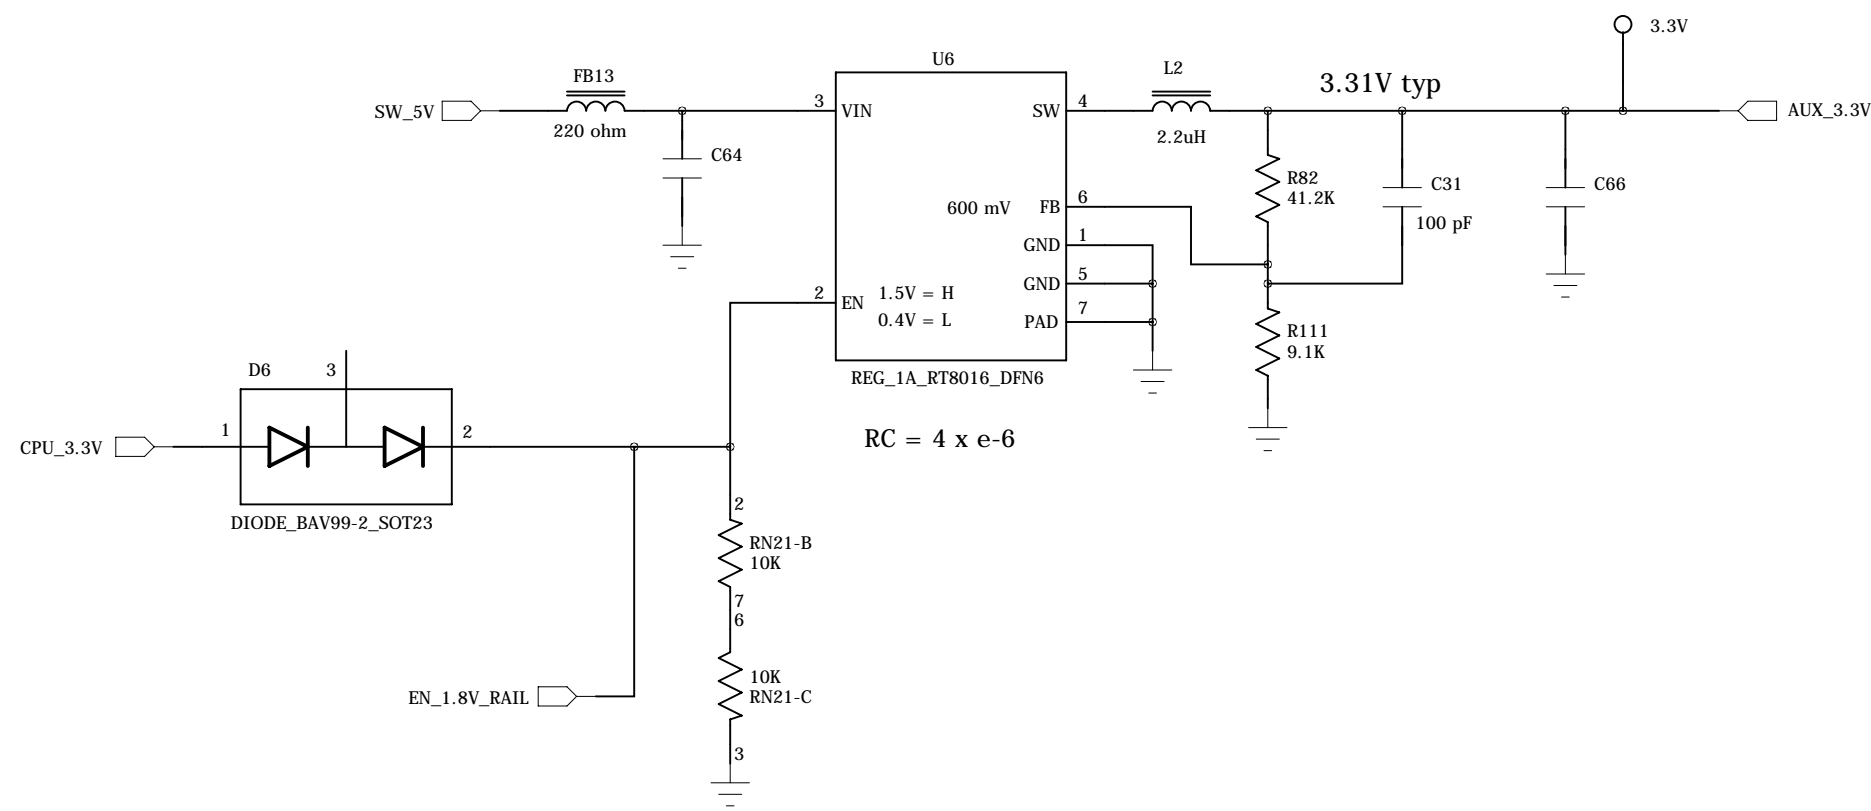 3.3V
U6
FB13
L2
3.31V typ
SW_5V
3
VIN
SW
4
AUX_3.3V
220 ohm
2.2uH
C64
R82
41.2K
C31
100 pF
C66
600 mV
FB
6
GND
1
GND
5
PAD
7
2
EN
1.5V = H
0.4V = L
R111
9.1K
REG_1A_RT8016_DFN6
D6
3
1
2
CPU_3.3V
RC = 4 x e-6
DIODE_BAV99-2_SOT23
2
RN21-B
10K
7
6
10K
RN21-C
EN_1.8V_RAIL
3